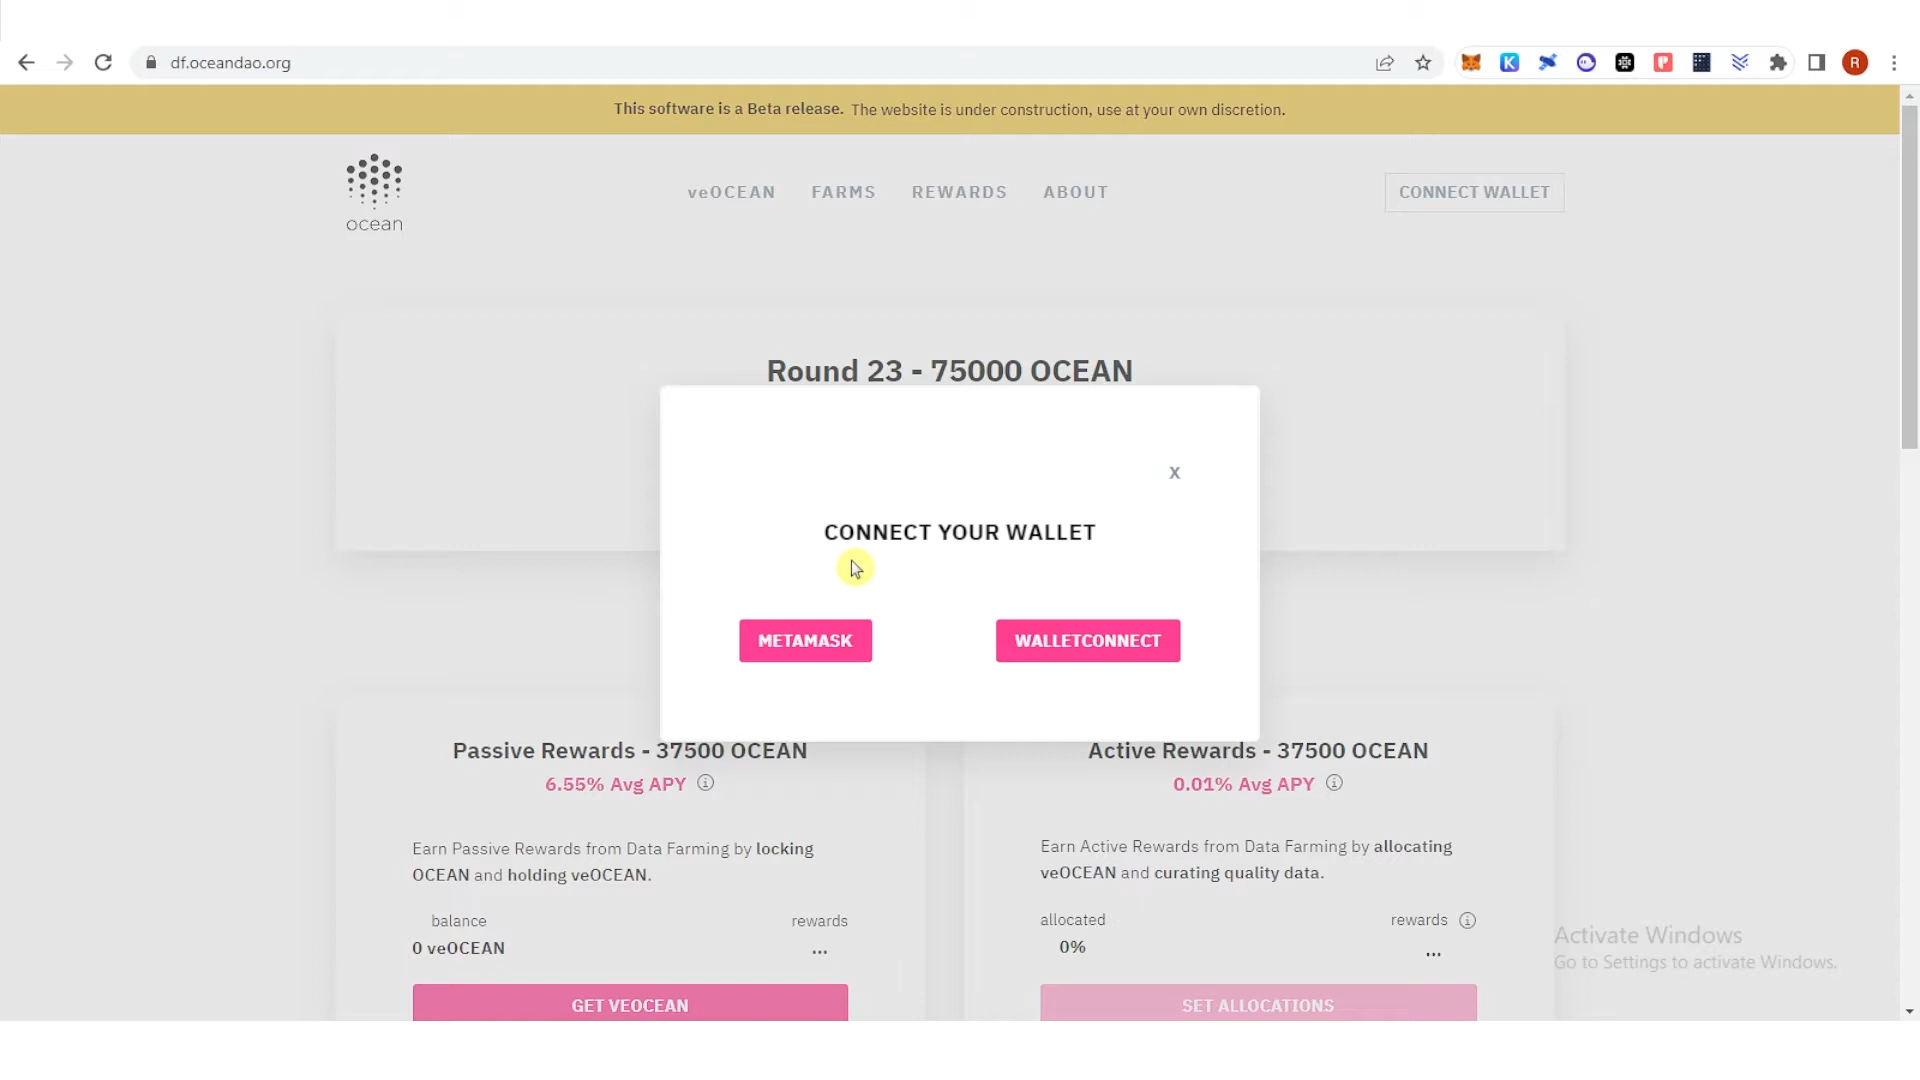 df.oceandao.org
R
This software is a Beta release. The website is under construction, use at your own discretion.
ocean
veOCEAN FARMS REWARDS ABOUT
CONNECT WALLET
Round 23 - 75000 OCEAN
X
CONNECT YOUR WALLET
METAMASK WALLETCONNECT
Passive Rewards - 37500 OCEAN
6.55% Avg APY
Earn Passive Rewards from Data Farming by locking
OCEAN and holding veOCEAN.
balance rewards
0 veOCEAN ...
GET VEOCEAN
Active Rewards - 37500 OCEAN
0.01% Avg APY
Earn Active Rewards from Data Farming by allocating
veOCEAN and curating quality data.
allocated rewards
0% ...
SET ALLOCATIONS
Activate Windows
Go to Settings to activate Windows.